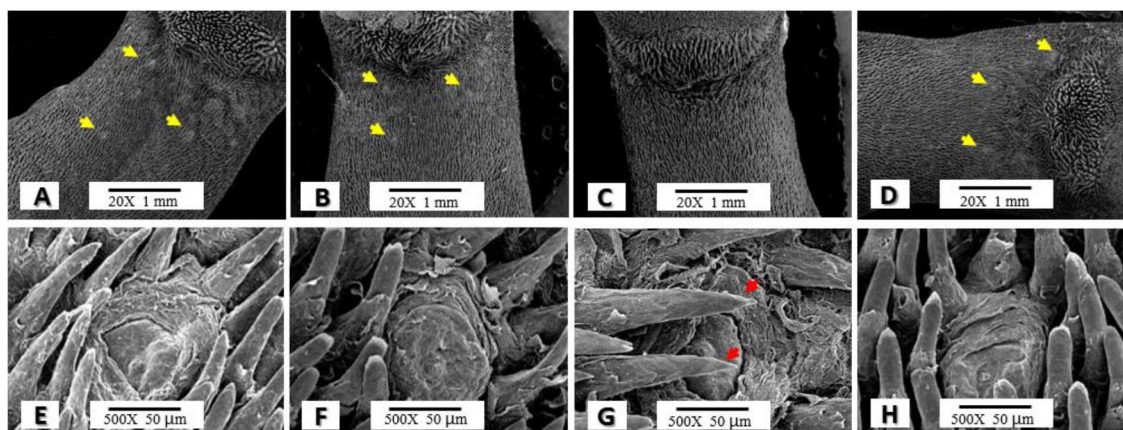 A 20X 1 mm
B 20X 1 mm
C 20X 1 mm
D 20X 1 mm
E 500X 50 μm
F 500X 50 μm
G 500X 50 μm
H 500X 50 μm